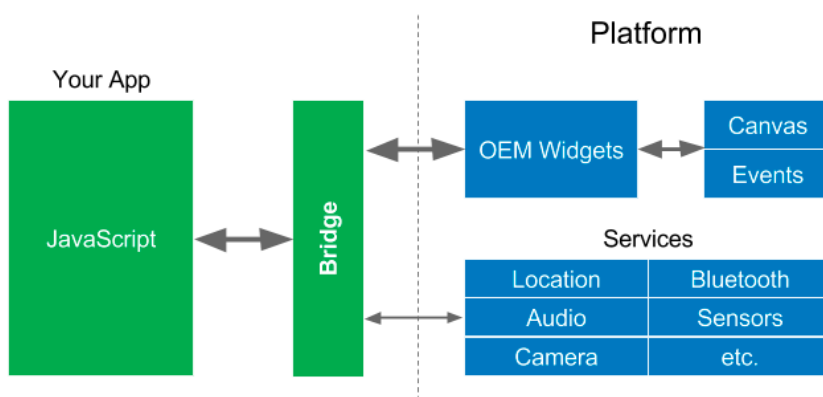 Platform
Your App
JavaScript
Bridge
OEM Widgets
Canvas
Events
Services
Location
Bluetooth
Audio
Sensors
Camera
etc.